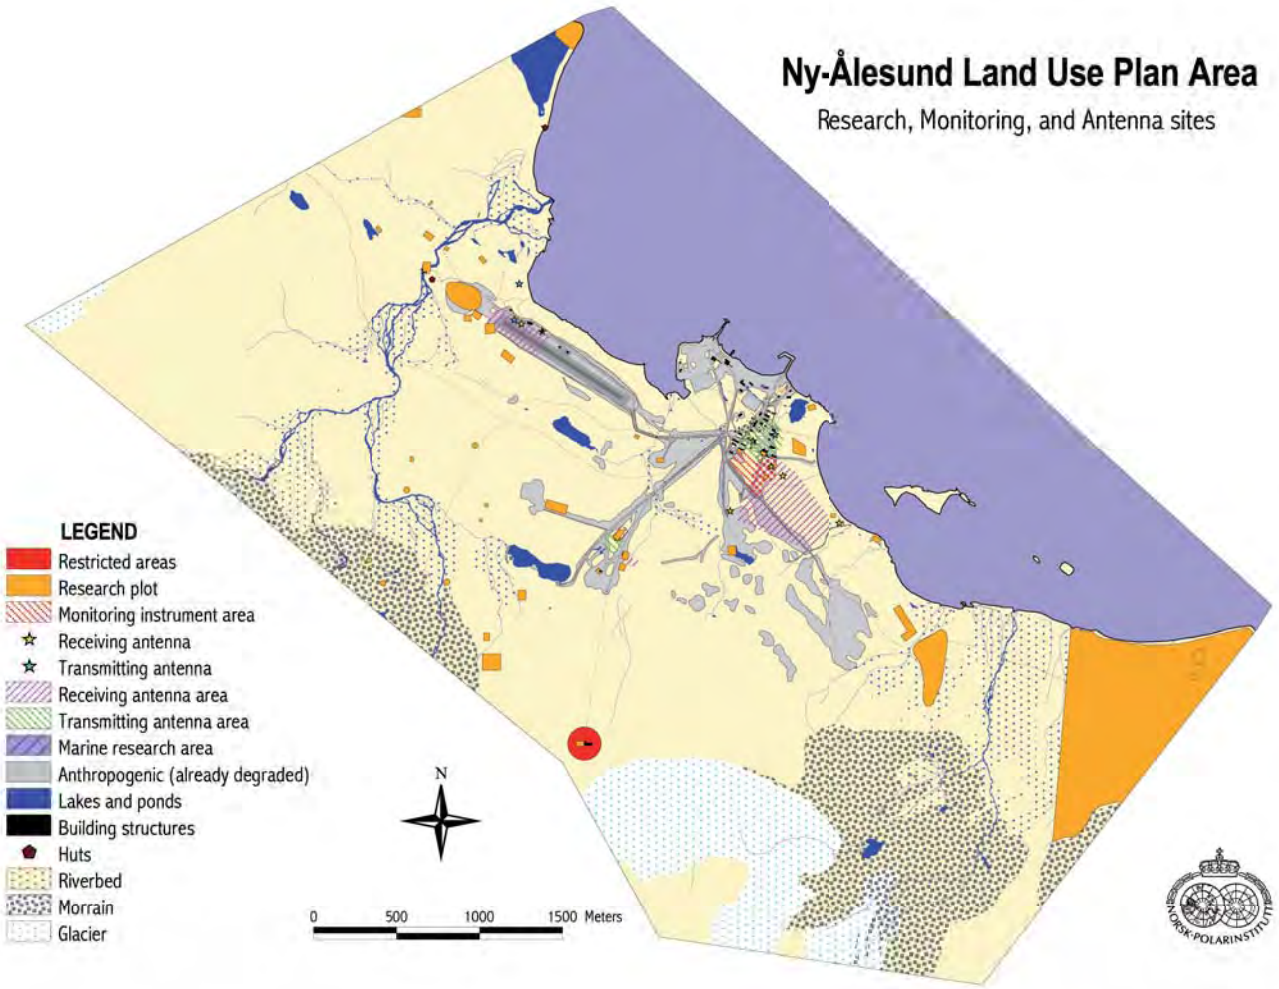 Ny-Ålesund Land Use Plan Area
Research, Monitoring, and Antenna sites
LEGEND
Restricted areas
Research plot
Monitoring instrument area
Receiving antenna
Transmitting antenna
Receiving antenna area
Transmitting antenna area
Marine research area
Anthropogenic (already degraded)
Lakes and ponds
Building structures
Huts
Riverbed
Morrain
Glacier
N
0 500 1000 1500 Meters
NORSK-POLARINSTITUTT